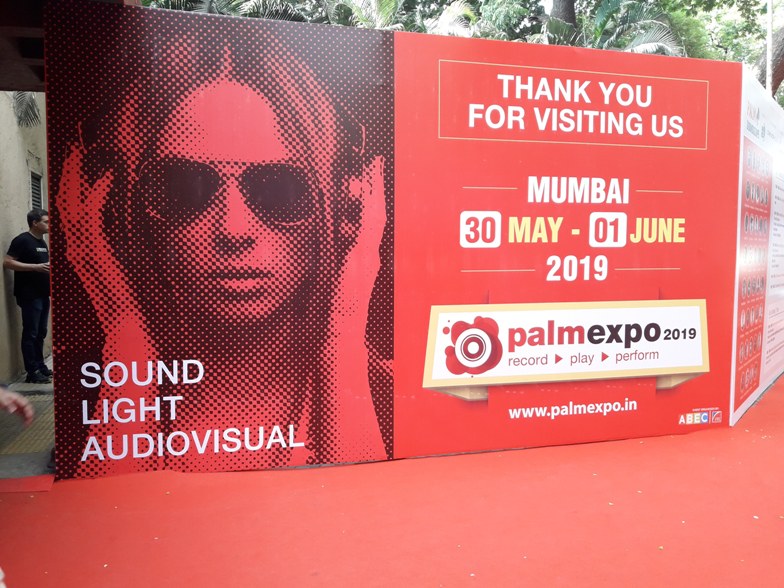 SOUND
LIGHT
AUDIOVISUAL
THANK YOU
FOR VISITING US
MUMBAI
30 MAY - 01 JUNE
2019
palmexpo 2019
record ▶ play ▶ perform
www.palmexpo.in
ABEC